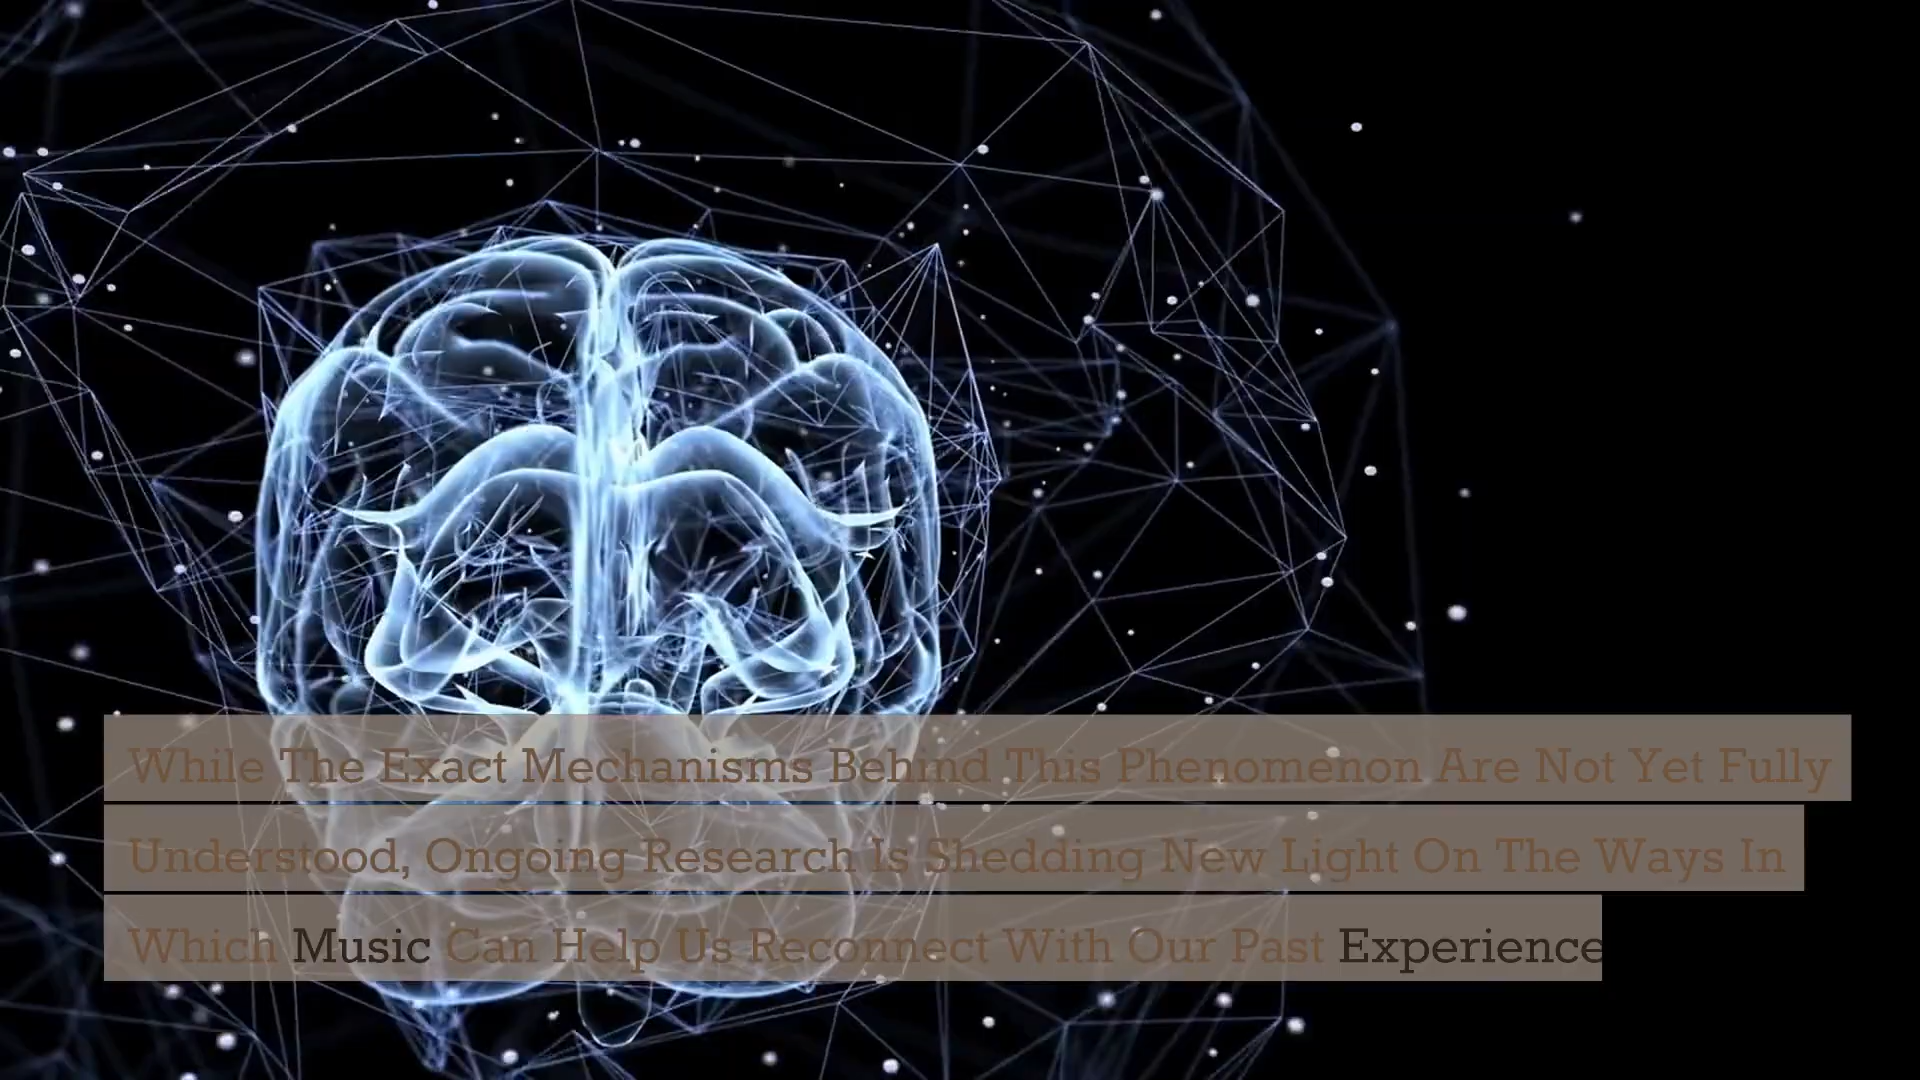 While The Exact Mechanisms Behind This Phenomenon Are Not Yet Fully
Understood, Ongoing Research Is Shedding New Light On The Ways In
Which Music Can Help Us Reconnect With Our Past Experience